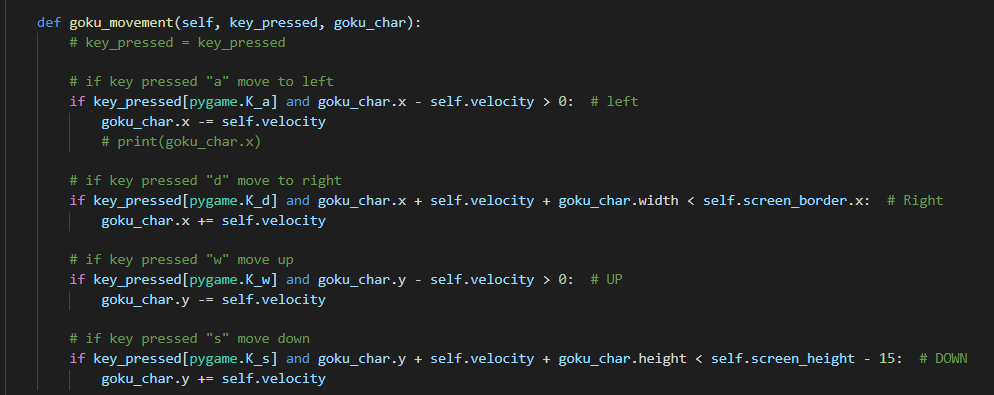 def goku_movement(self, key_pressed, goku_char):
# key_pressed = key_pressed
# if key pressed "a" move to left
if key_pressed[pygame.K_a] and goku_char.x - self.velocity > 0:  # left
goku_char.x -= self.velocity
# print(goku_char.x)
# if key pressed "d" move to right
if key_pressed[pygame.K_d] and goku_char.x + self.velocity + goku_char.width < self.screen_border.x:  # Right
goku_char.x += self.velocity
# if key pressed "w" move up
if key_pressed[pygame.K_w] and goku_char.y - self.velocity > 0:  # UP
goku_char.y -= self.velocity
# if key pressed "s" move down
if key_pressed[pygame.K_s] and goku_char.y + self.velocity + goku_char.height < self.screen_height - 15:  # DOWN
goku_char.y += self.velocity